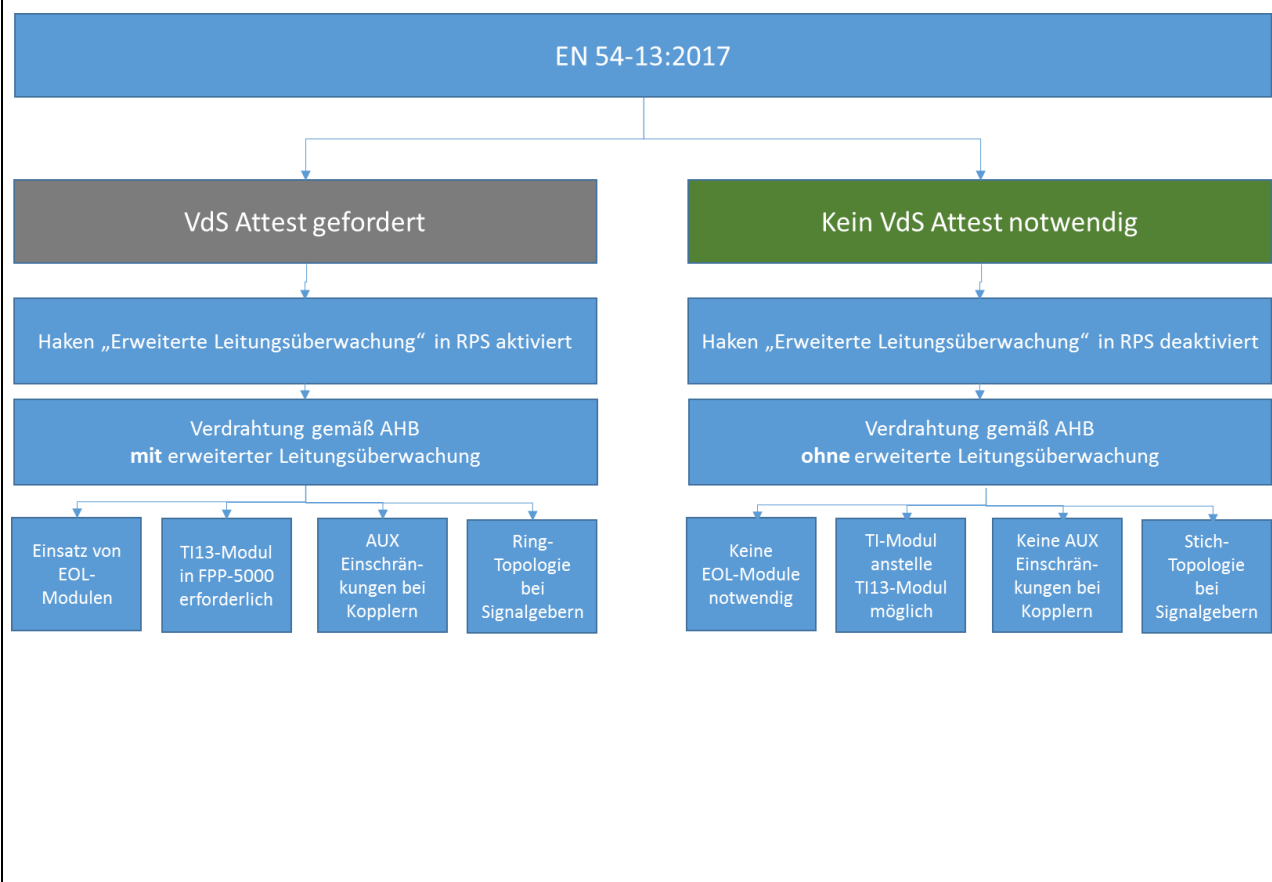 EN 54-13:2017
VdS Attest gefordert
Kein VdS Attest notwendig
Haken „Erweiterte Leitungsüberwachung“ in RPS aktiviert
Haken „Erweiterte Leitungsüberwachung“ in RPS deaktiviert
Verdrahtung gemäß AHB
mit erweiterter Leitungsüberwachung
Verdrahtung gemäß AHB
ohne erweiterte Leitungsüberwachung
Einsatz von
EOL-
Modulen
TI13-Modul
in FPP-5000
erforderlich
AUX
Einschrän-
kungen bei
Kopplern
Ring-
Topologie
bei
Signalgebern
Keine
EOL-Module
notwendig
TI-Modul
anstelle
TI13-Modul
möglich
Keine AUX
Einschrän-
kungen bei
Kopplern
Stich-
Topologie
bei
Signalgebern